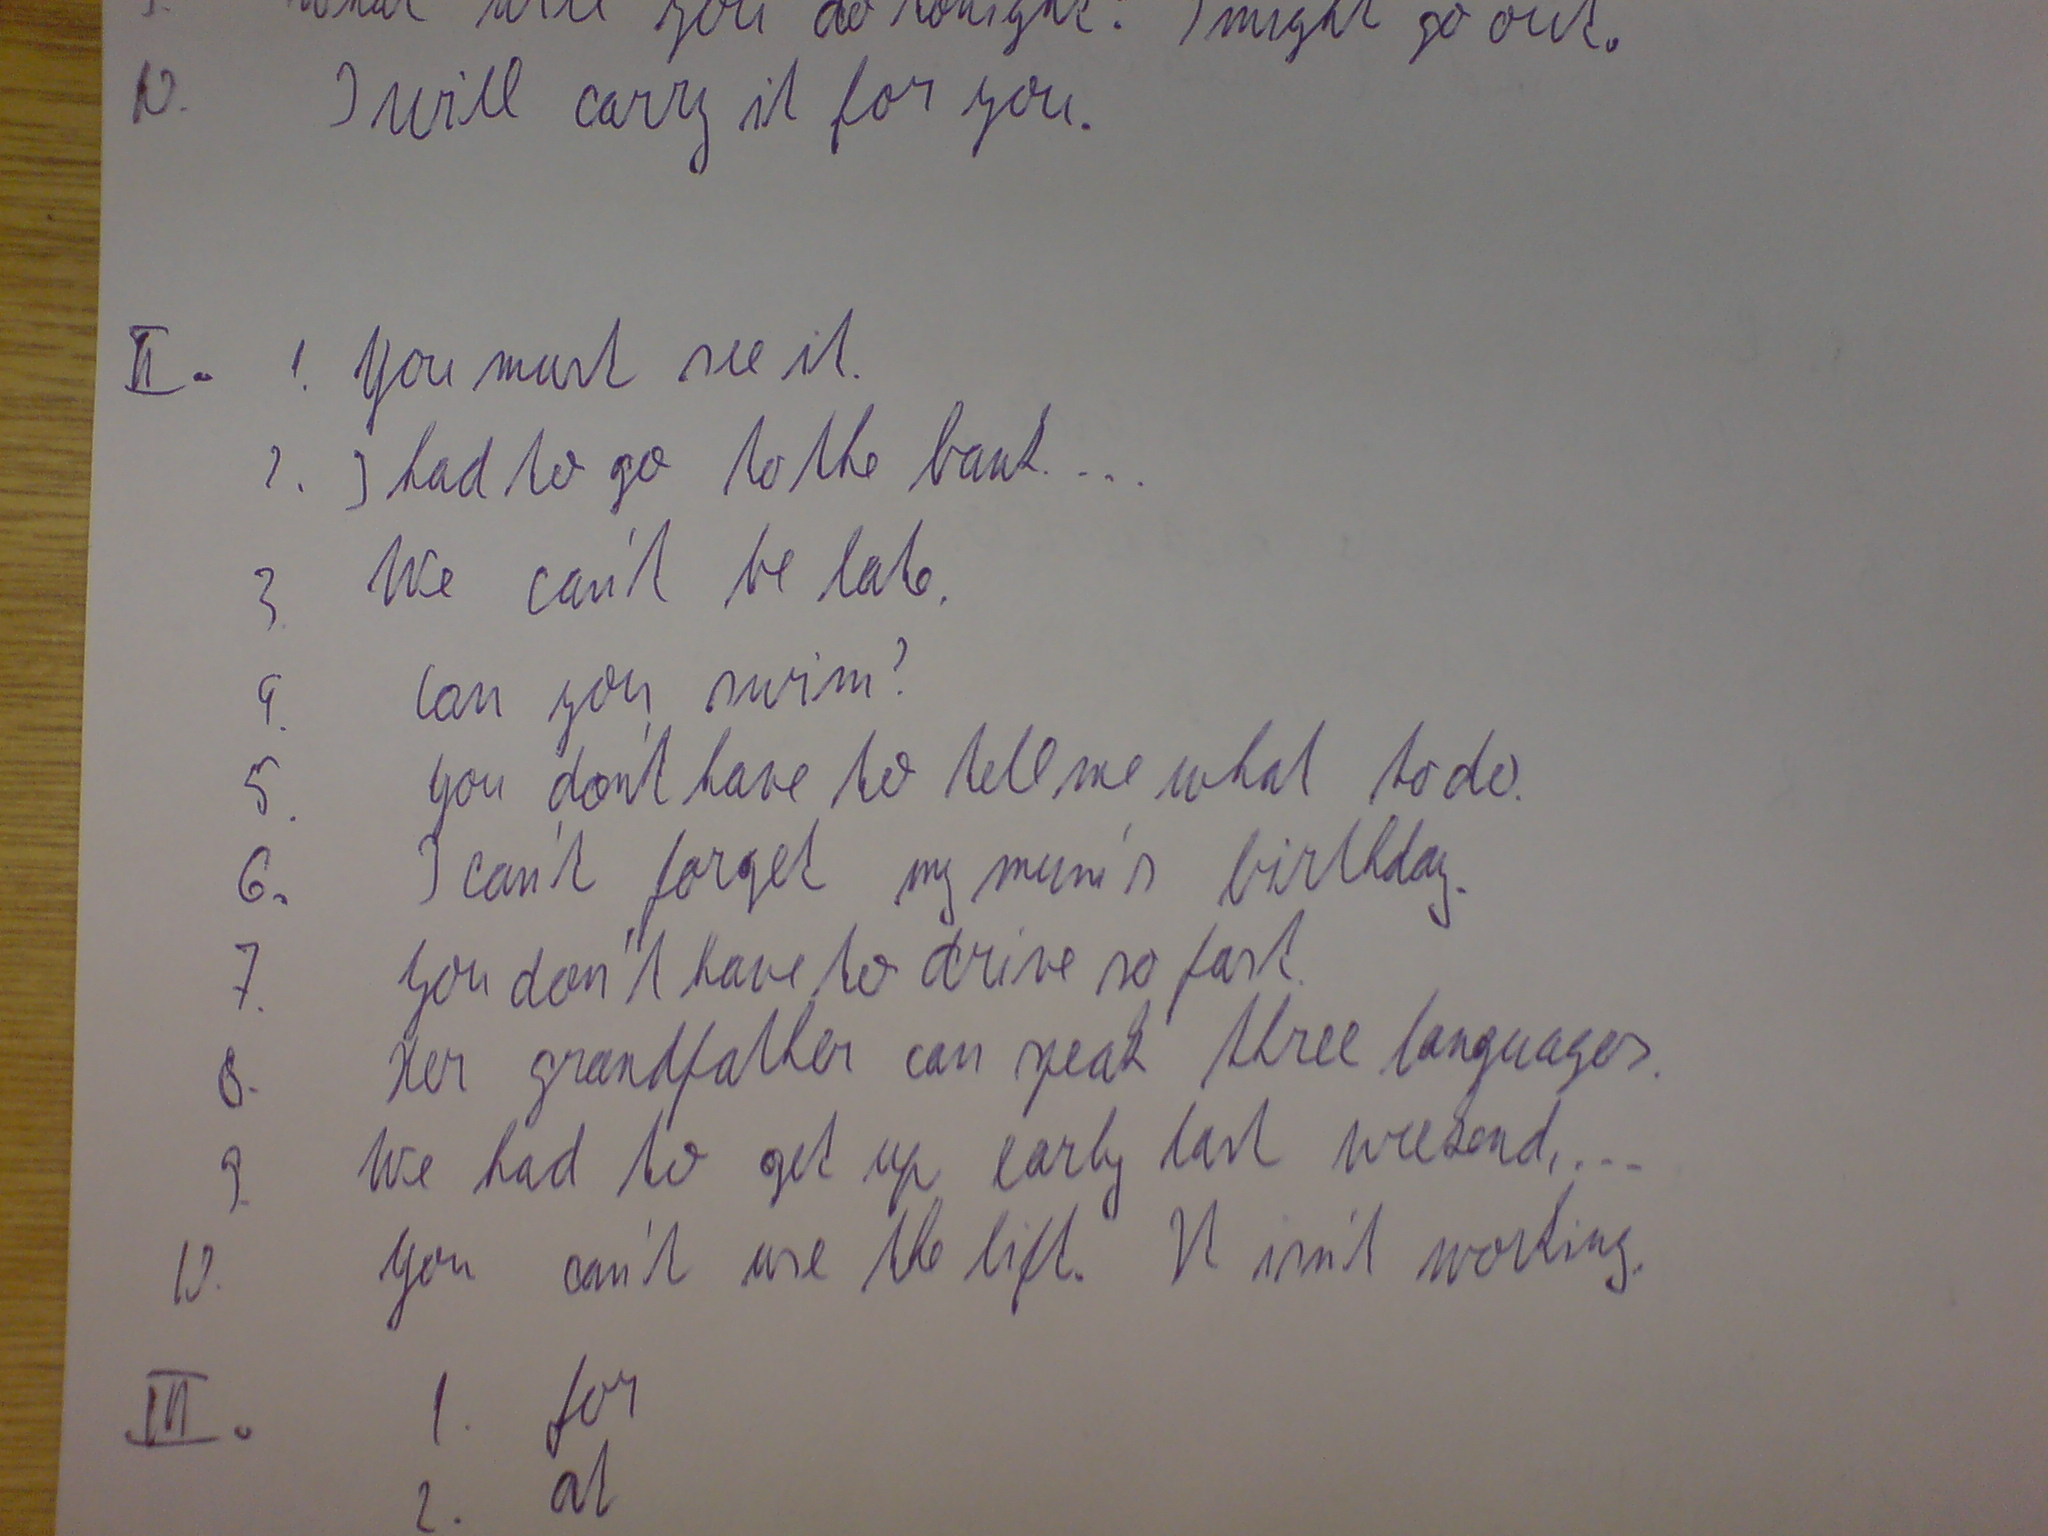 9. What will you do tonight? I might go out.
10. I will carry it for you.
II. 1. You must see it.
2. I had to go to the bank....
3. We can't be late.
4. Can you swim?
5. you don't have to tell me what to do.
6. I can't forget my mum's birthday.
7. you don't have to drive so fast.
8. Her grandfather can speak three languages.
9. We had to get up early last weekend,....
10. you can't use the lift. It isn't working.
III. 1. for
2. at